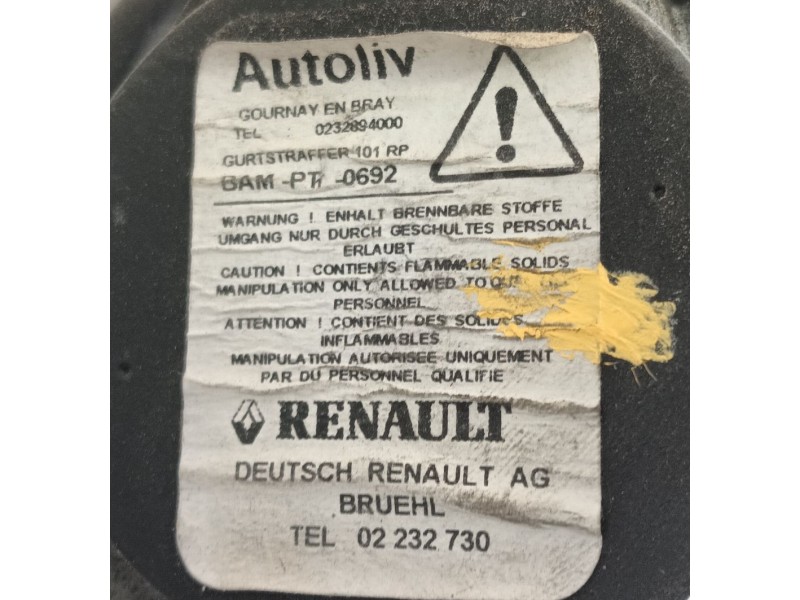 Autoliv
GOURNAY EN BRAY
TEL 0232894000
GURTSTRAFFER 101 RP
BAM -PT -0692
WARNUNG ! ENHALT BRENNBARE STOFFE
UMGANG NUR DURCH GESCHULTES PERSONAL
ERLAUBT
CAUTION ! CONTIENTS FLAMMABLE SOLIDS
MANIPULATION ONLY ALLOWED TO
PERSONNEL
ATTENTION ! CONTIENT DES SOLIDES
INFLAMMABLES
MANIPULATION AUTORISEE UNIQUEMENT
PAR DU PERSONNEL QUALIFIE
RENAULT
DEUTSCH RENAULT AG
BRUEHL
TEL 02 232 730